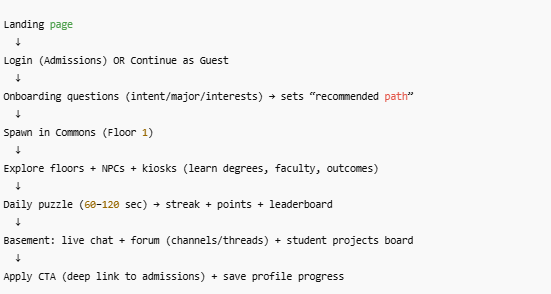 Landing page
↓
Login (Admissions) OR Continue as Guest
↓
Onboarding questions (intent/major/interests) → sets “recommended path”
↓
Spawn in Commons (Floor 1)
↓
Explore floors + NPCs + kiosks (learn degrees, faculty, outcomes)
↓
Daily puzzle (60–120 sec) → streak + points + leaderboard
↓
Basement: live chat + forum (channels/threads) + student projects board
↓
Apply CTA (deep link to admissions) + save profile progress